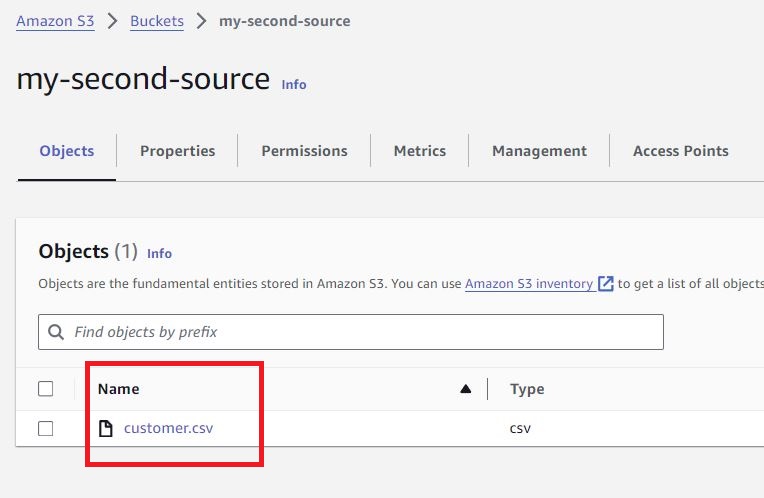 Amazon S3 > Buckets > my-second-source
my-second-source Info
Objects Properties Permissions Metrics Management Access Points
Objects (1) Info
Objects are the fundamental entities stored in Amazon S3. You can use Amazon S3 inventory to get a list of all objects
Find objects by prefix
Name Type
customer.csv csv